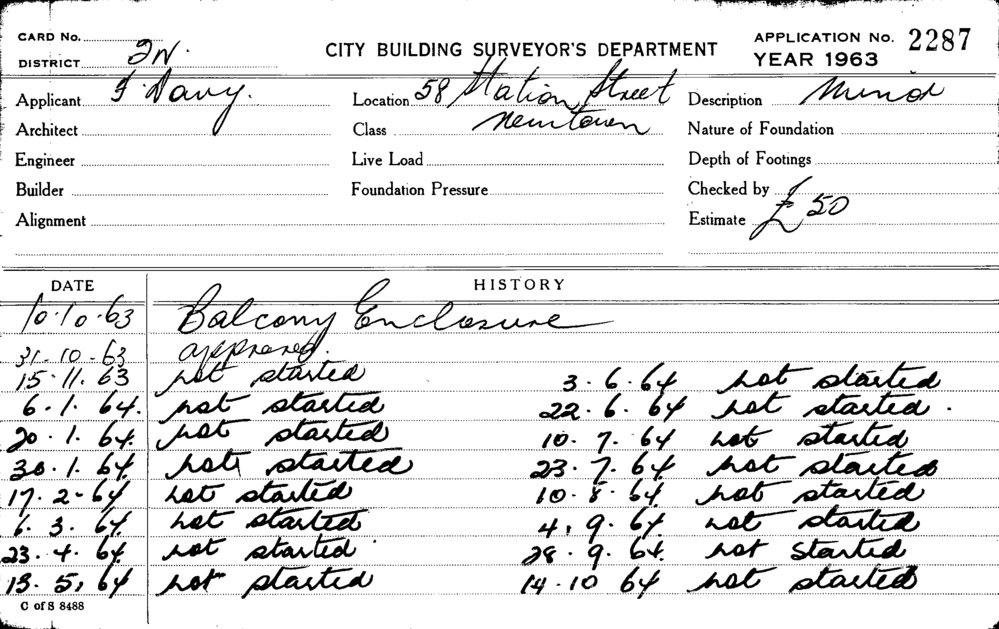 CARD No.
DISTRICT 2N.
CITY BUILDING SURVEYOR'S DEPARTMENT
APPLICATION No. 2287
YEAR 1963
Applicant J Davy.
Location 58 Station Street
Description Minor
Architect
Class Newtown
Nature of Foundation
Engineer
Live Load
Depth of Footings
Builder
Foundation Pressure
Checked by
Alignment
Estimate £50
DATE HISTORY
10.10.63 Balcony Enclosure
31-10-63 approved.
15.11.63 not started 3.6.64 not started
6.1.64. not started 22.6.64 not started.
20.1.64. not started 10.7.64 not started
30.1.64. not started 23.7.64 not started
17.2-64 not started 10.8.64. not started
6.3.64. not started 4.9.64. not started
23.4.64. not started 28.9.64. not started
13.5.64 not started 14.10 64 not started
C of S 8488